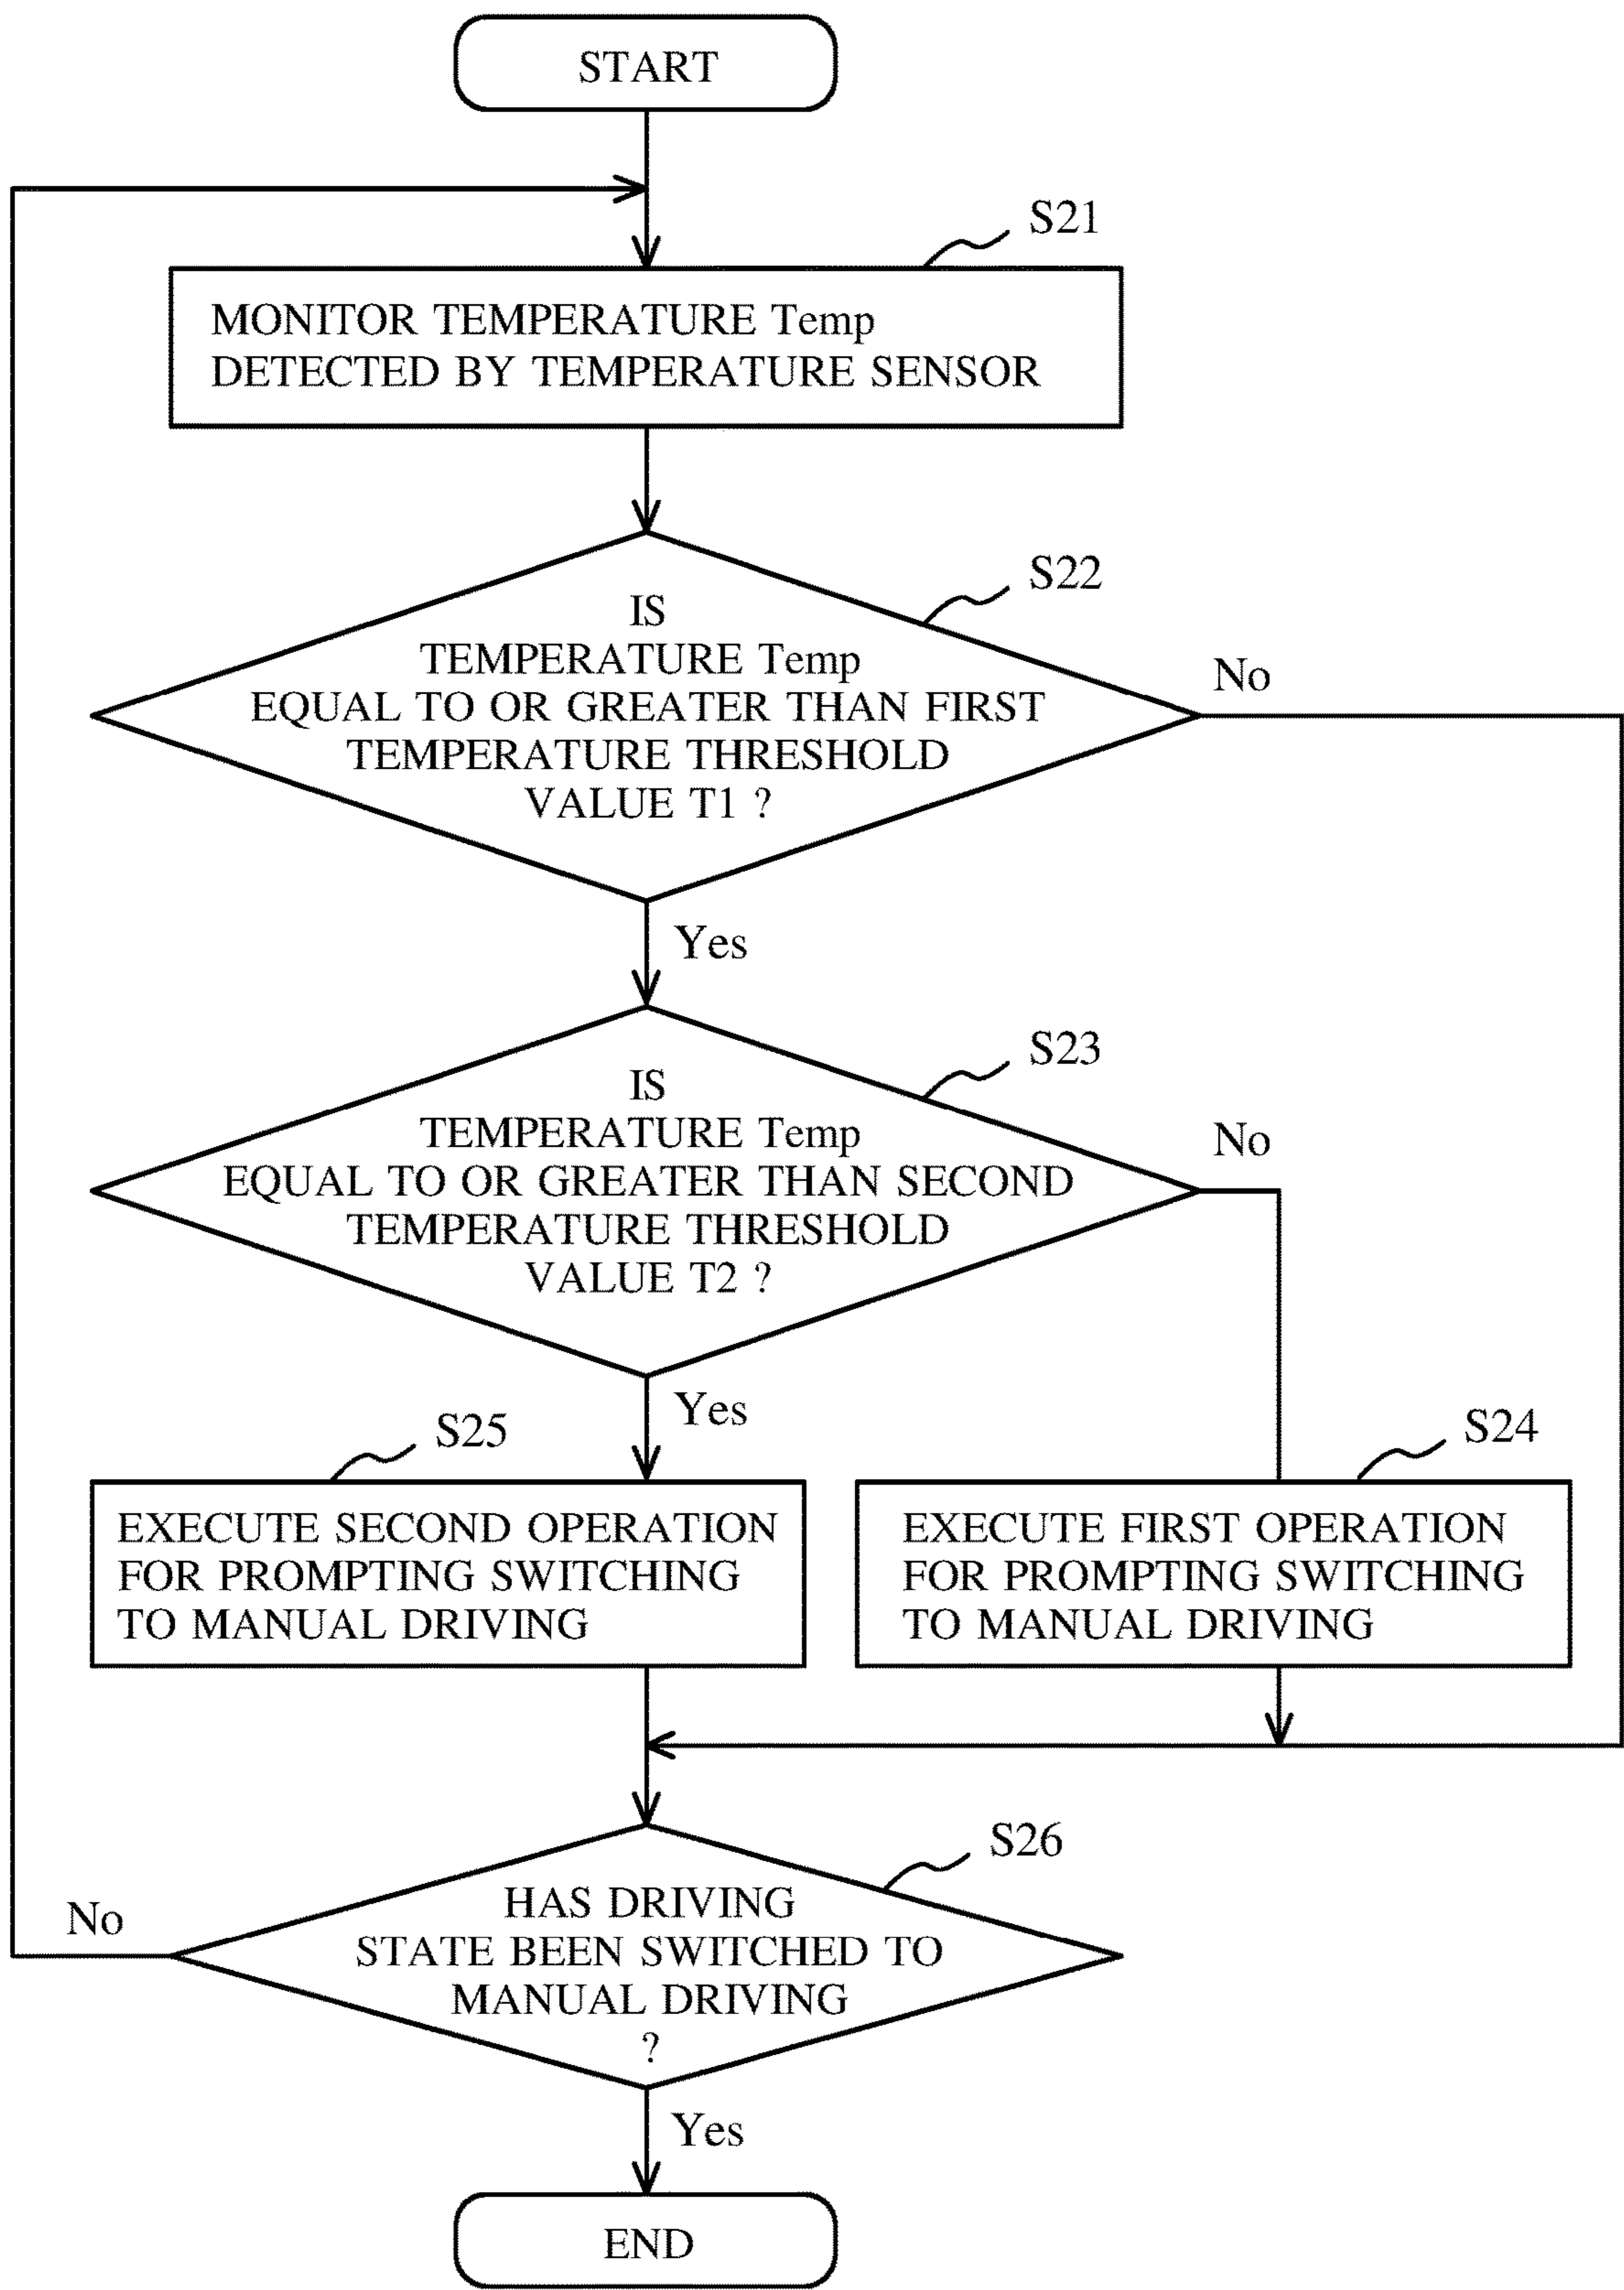 START
S21
MONITOR TEMPERATURE Temp
DETECTED BY TEMPERATURE SENSOR
S22
IS
TEMPERATURE Temp
EQUAL TO OR GREATER THAN FIRST
TEMPERATURE THRESHOLD
VALUE T1 ?
No
Yes
S23
IS
TEMPERATURE Temp
EQUAL TO OR GREATER THAN SECOND
TEMPERATURE THRESHOLD
VALUE T2 ?
No
Yes
S25
EXECUTE SECOND OPERATION
FOR PROMPTING SWITCHING
TO MANUAL DRIVING
S24
EXECUTE FIRST OPERATION
FOR PROMPTING SWITCHING
TO MANUAL DRIVING
S26
HAS DRIVING
STATE BEEN SWITCHED TO
MANUAL DRIVING
?
No
Yes
END